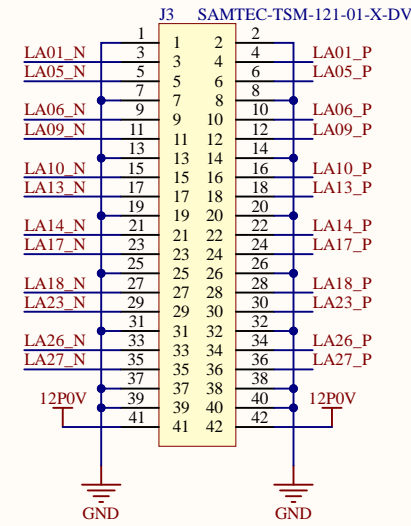 J3 SAMTEC-TSM-121-01-X-DV
1 1 2 2
LA01_N 3 3 4 4 LA01_P
LA05_N 5 5 6 6 LA05_P
7 7 8 8
LA06_N 9 9 10 10 LA06_P
LA09_N 11 11 12 12 LA09_P
13 13 14 14
LA10_N 15 15 16 16 LA10_P
LA13_N 17 17 18 18 LA13_P
19 19 20 20
LA14_N 21 21 22 22 LA14_P
LA17_N 23 23 24 24 LA17_P
25 25 26 26
LA18_N 27 27 28 28 LA18_P
LA23_N 29 29 30 30 LA23_P
31 31 32 32
LA26_N 33 33 34 34 LA26_P
LA27_N 35 35 36 36 LA27_P
37 37 38 38
12P0V 39 39 40 40 12P0V
41 41 42 42
GND GND